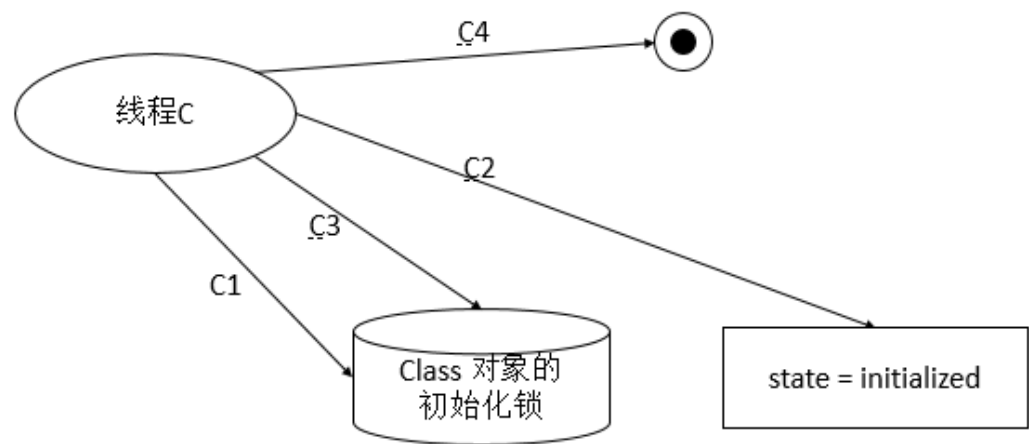 C4
线程C
C2
C3
C1
Class 对象的
初始化锁
state = initialized